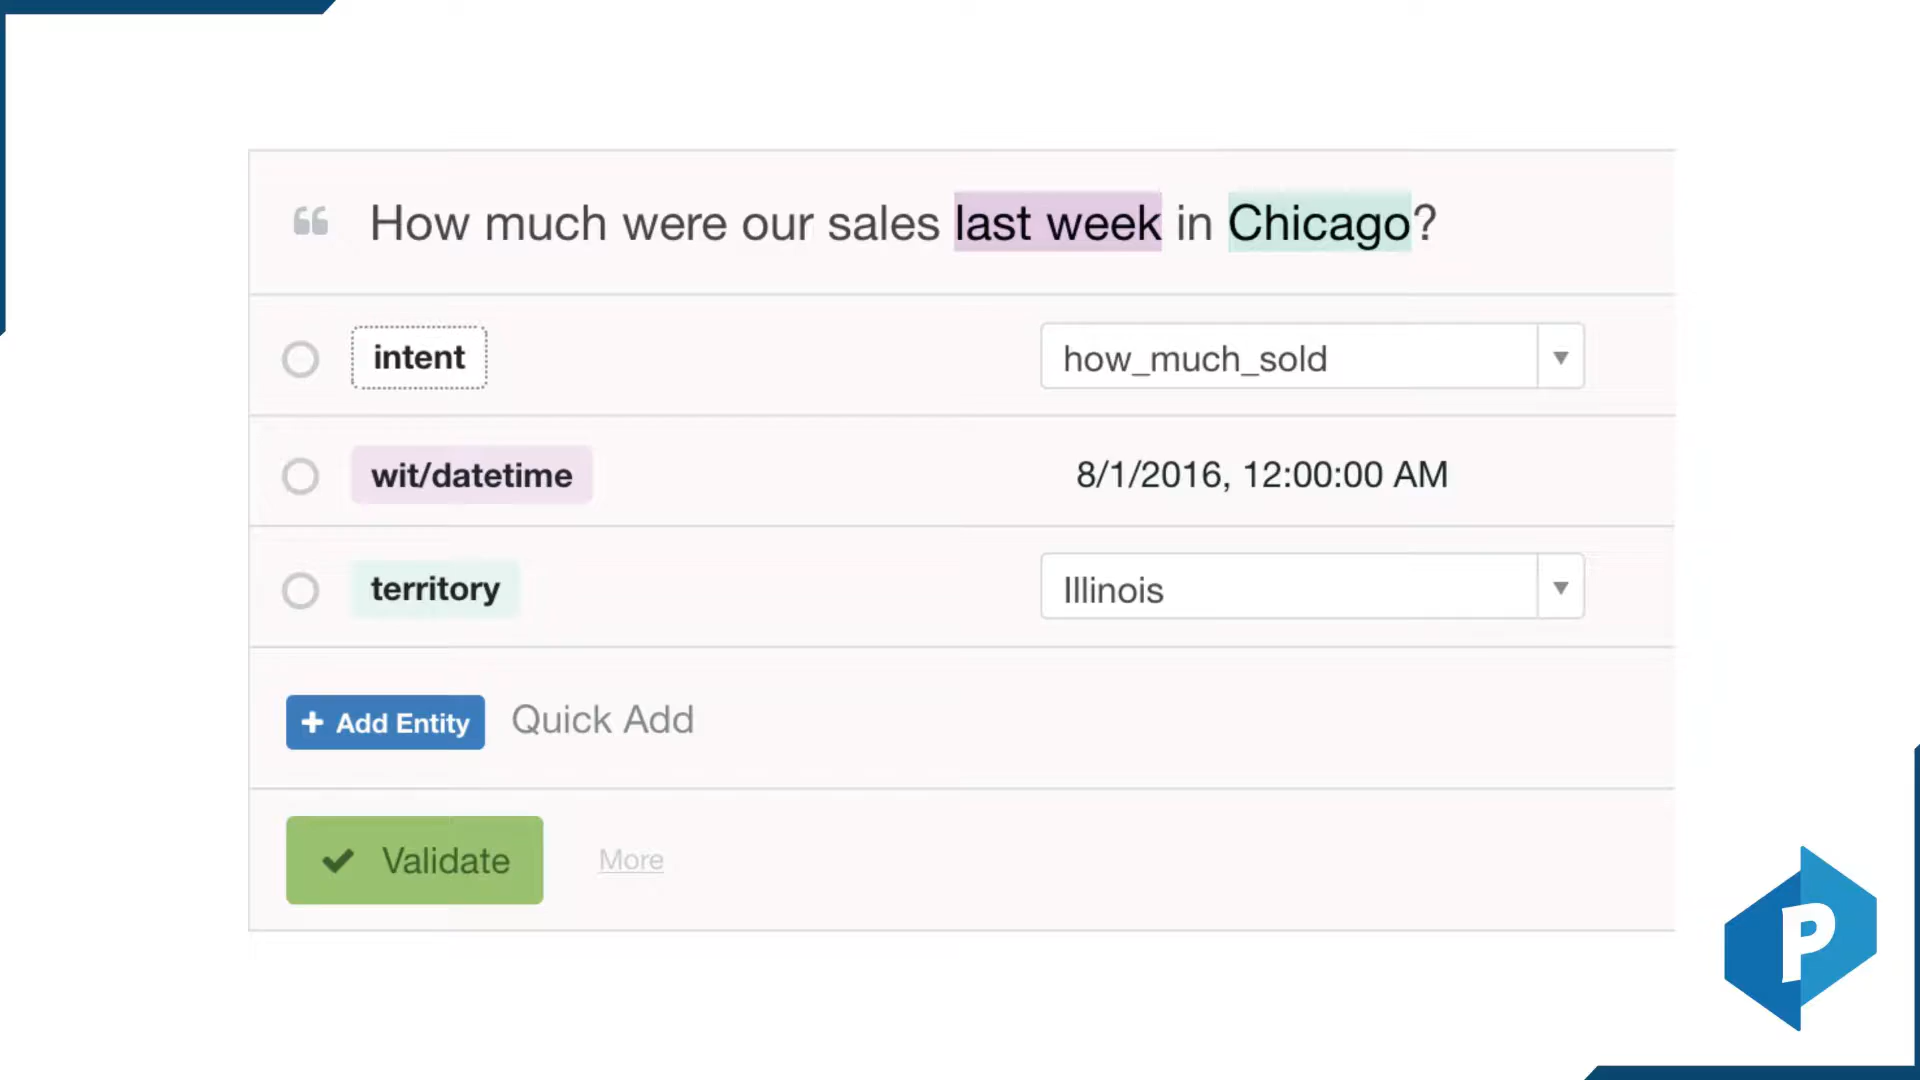 “ How much were our sales last week in Chicago?
intent how_much_sold
wit/datetime 8/1/2016, 12:00:00 AM
territory Illinois
+ Add Entity Quick Add
✔ Validate More
P